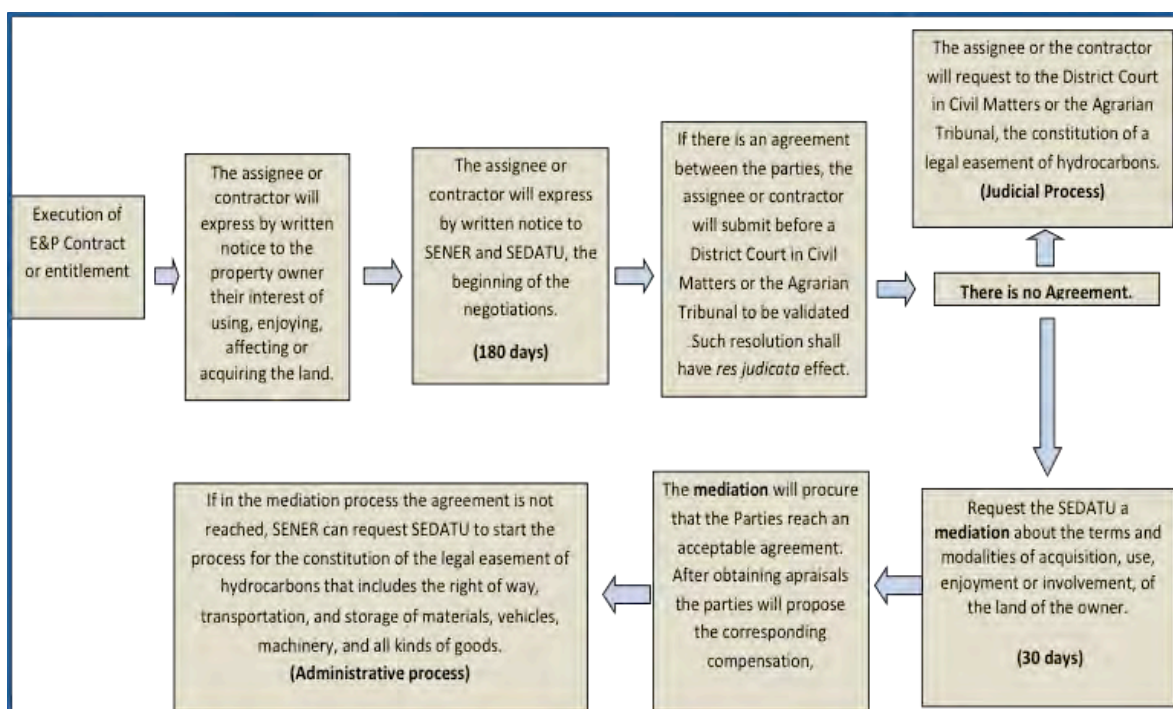 Execution of
E&P Contract
or entitlement
The assignee or
contractor will
express by written
notice to the
property owner
their interest of
using, enjoying,
affecting or
acquiring the land.
The assignee or
contractor will express
by written notice to
SENER and SEDATU, the
beginning of the
negotiations.
(180 days)
If there is an agreement
between the parties, the
assignee or contractor
will submit before a
District Court in Civil
Matters or the Agrarian
Tribunal to be validated
.Such resolution shall
have res judicata effect.
The assignee or the contractor
will request to the District Court
in Civil Matters or the Agrarian
Tribunal, the constitution of a
legal easement of hydrocarbons.
(Judicial Process)
There is no Agreement.
Request the SEDATU a
mediation about the terms and
modalities of acquisition, use,
enjoyment or involvement, of
the land of the owner.
(30 days)
The mediation will procure
that the Parties reach an
acceptable agreement.
After obtaining appraisals
the parties will propose
the corresponding
compensation,
If in the mediation process the agreement is not
reached, SENER can request SEDATU to start the
process for the constitution of the legal easement of
hydrocarbons that includes the right of way,
transportation, and storage of materials, vehicles,
machinery, and all kinds of goods.
(Administrative process)